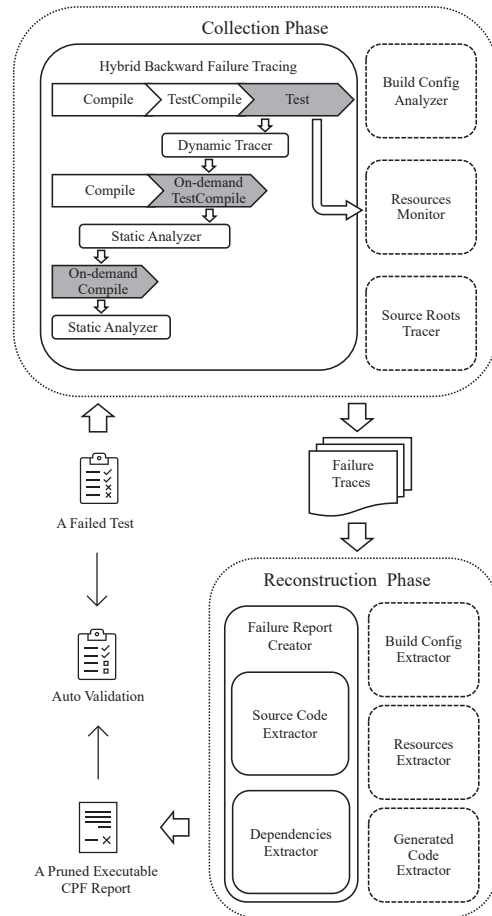 Collection Phase
Hybrid Backward Failure Tracing
Compile
TestCompile
Test
Dynamic Tracer
Compile
On-demand
TestCompile
Static Analyzer
On-demand
Compile
Static Analyzer
Build Config
Analyzer
Resources
Monitor
Source Roots
Tracer
A Failed Test
Failure
Traces
Auto Validation
A Pruned Executable
CPF Report
Reconstruction Phase
Failure Report
Creator
Source Code
Extractor
Dependencies
Extractor
Build Config
Extractor
Resources
Extractor
Generated
Code
Extractor